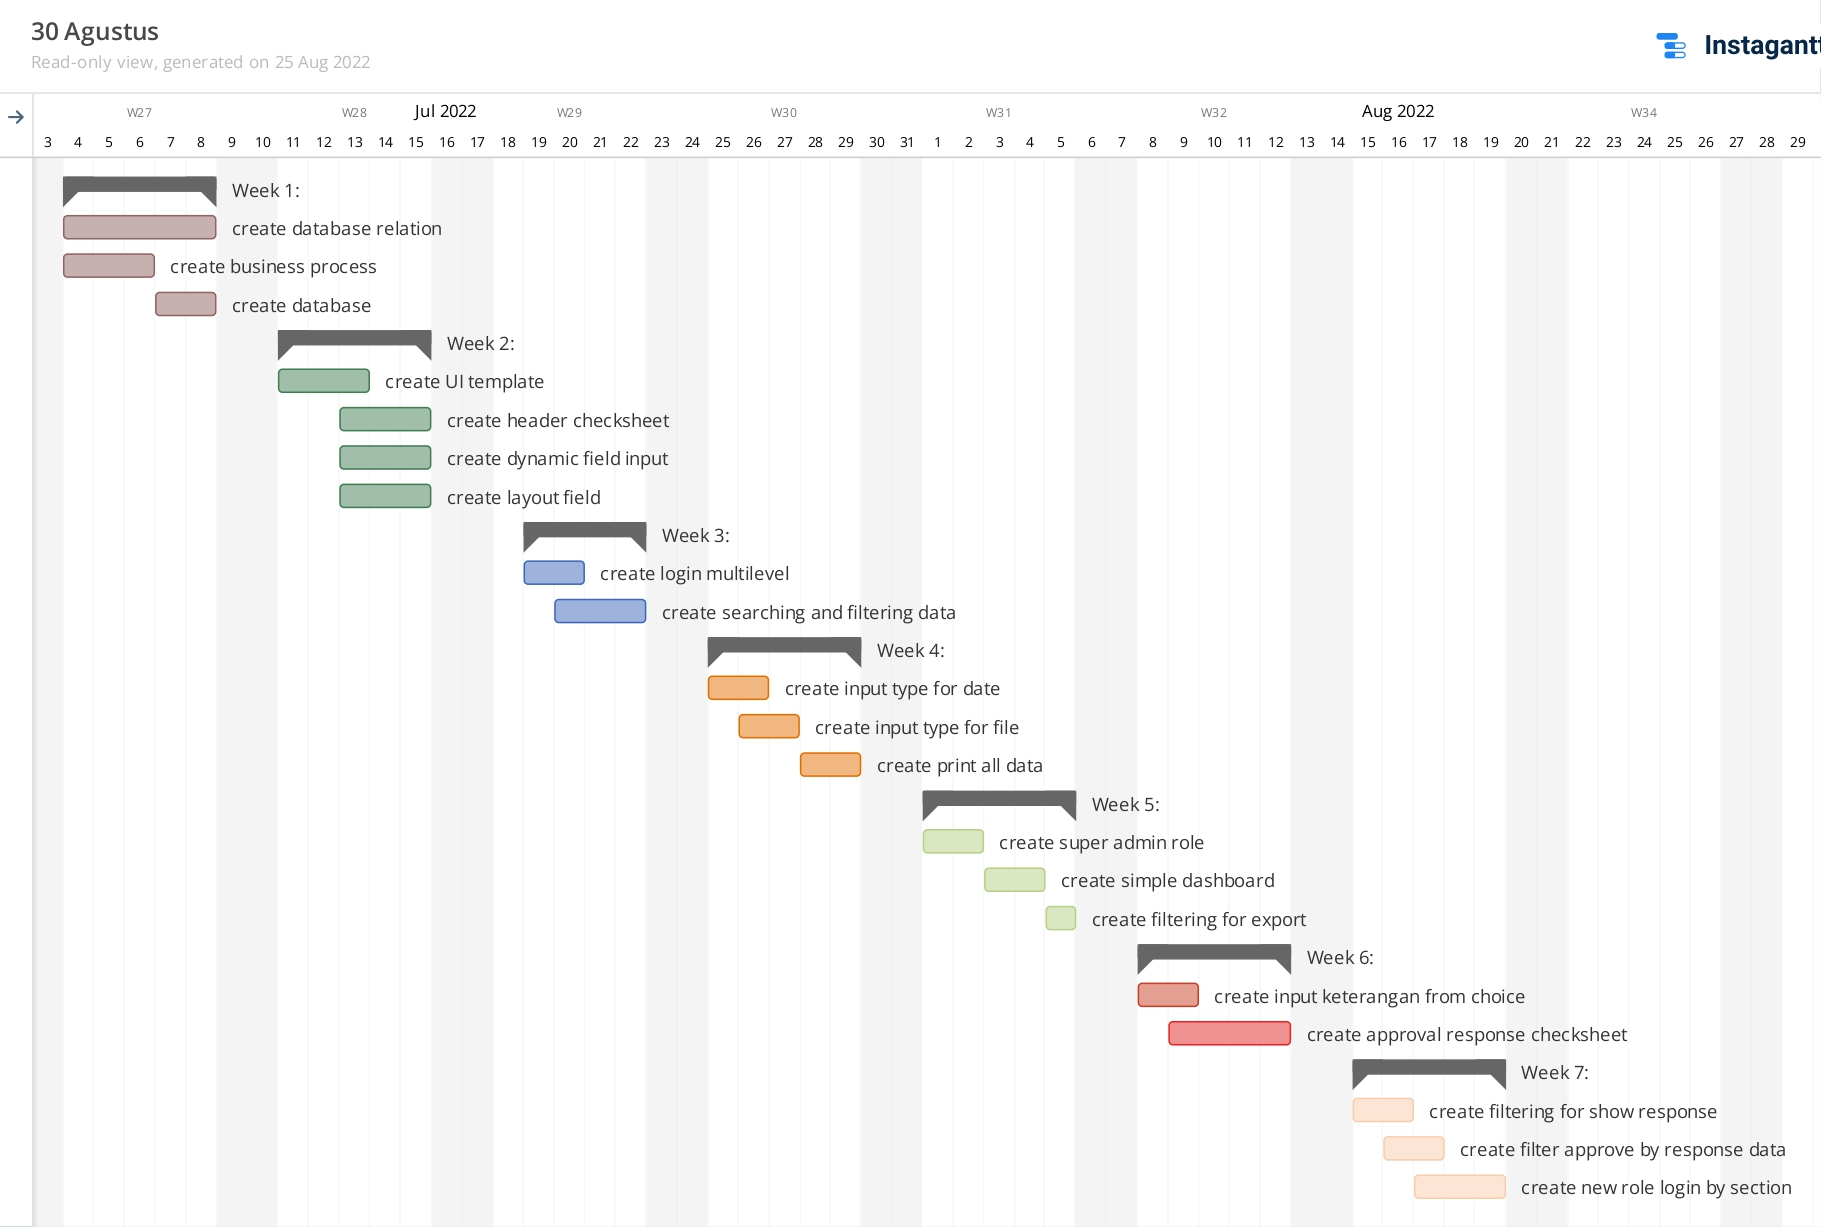 30 Agustus
Read-only view, generated on 25 Aug 2022
Instagantt
W27 W28 Jul 2022 W29 W30 W31 W32 Aug 2022 W34
3 4 5 6 7 8 9 10 11 12 13 14 15 16 17 18 19 20 21 22 23 24 25 26 27 28 29 30 31 1 2 3 4 5 6 7 8 9 10 11 12 13 14 15 16 17 18 19 20 21 22 23 24 25 26 27 28 29
Week 1:
create database relation
create business process
create database
Week 2:
create UI template
create header checksheet
create dynamic field input
create layout field
Week 3:
create login multilevel
create searching and filtering data
Week 4:
create input type for date
create input type for file
create print all data
Week 5:
create super admin role
create simple dashboard
create filtering for export
Week 6:
create input keterangan from choice
create approval response checksheet
Week 7:
create filtering for show response
create filter approve by response data
create new role login by section